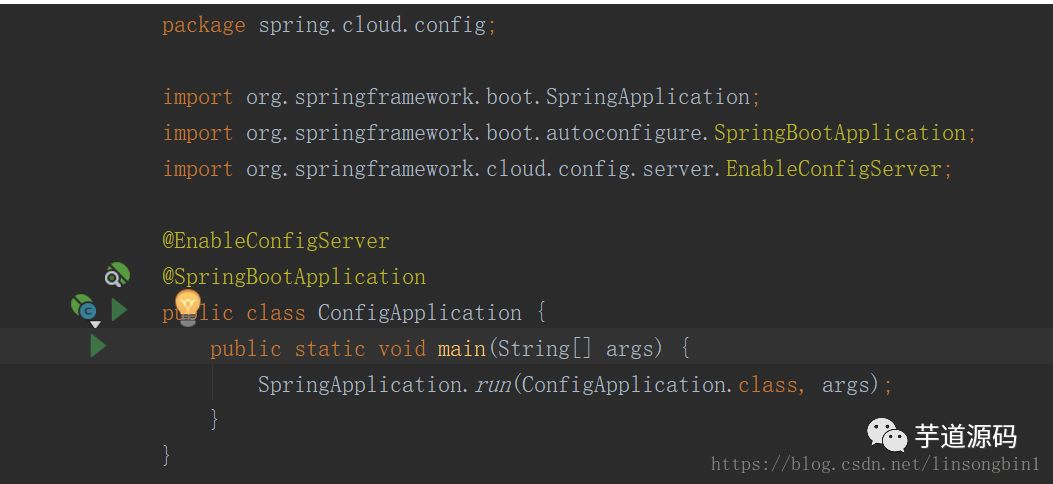 package spring.cloud.config;
import org.springframework.boot.SpringApplication;
import org.springframework.boot.autoconfigure.SpringBootApplication;
import org.springframework.cloud.config.server.EnableConfigServer;
@EnableConfigServer
@SpringBootApplication
public class ConfigApplication {
public static void main(String[] args) {
SpringApplication.run(ConfigApplication.class, args);
}
}
芋道源码
https://blog.csdn.net/linsongbin1